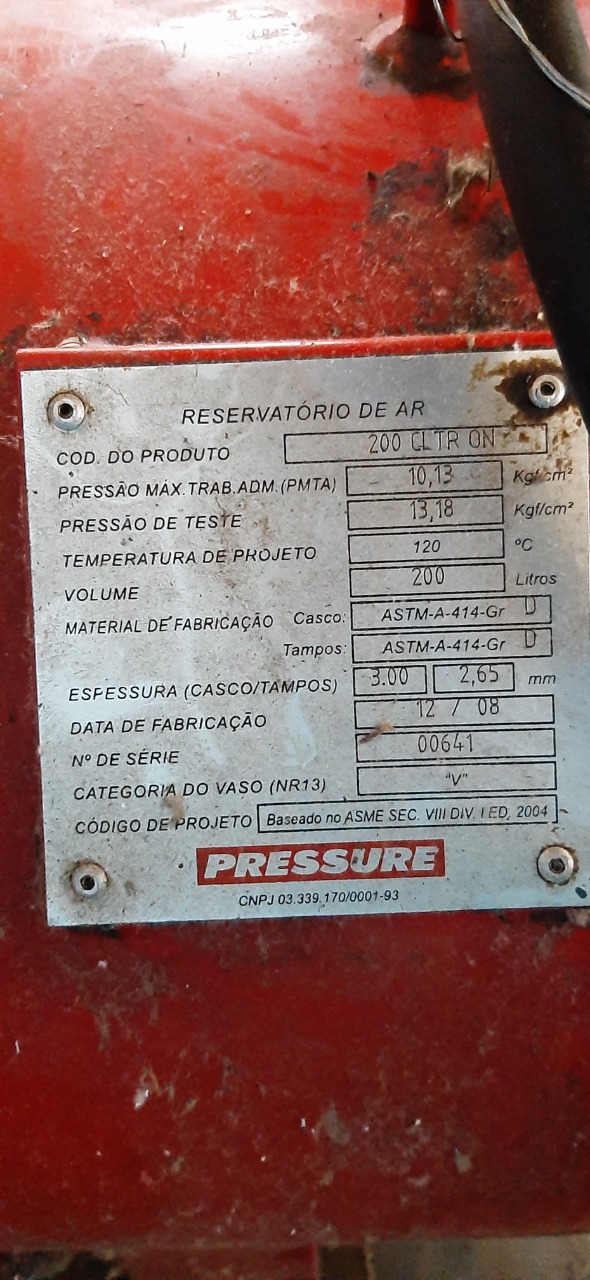 RESERVATÓRIO DE AR
COD. DO PRODUTO 200 CLTR ON
PRESSÃO MÁX.TRAB.ADM.(PMTA) 10,13 Kgf/cm²
PRESSÃO DE TESTE 13,18 Kgf/cm²
TEMPERATURA DE PROJETO 120 ºC
VOLUME 200 Litros
MATERIAL DE FABRICAÇÃO Casco: ASTM-A-414-Gr D
Tampos: ASTM-A-414-Gr D
ESPESSURA (CASCO/TAMPOS) 3.00 2,65 mm
DATA DE FABRICAÇÃO 12 / 08
Nº DE SÉRIE 00641
CATEGORIA DO VASO (NR13) "V"
CÓDIGO DE PROJETO Baseado no ASME SEC. VIII DIV. I ED, 2004
PRESSURE
CNPJ 03.339.170/0001-93